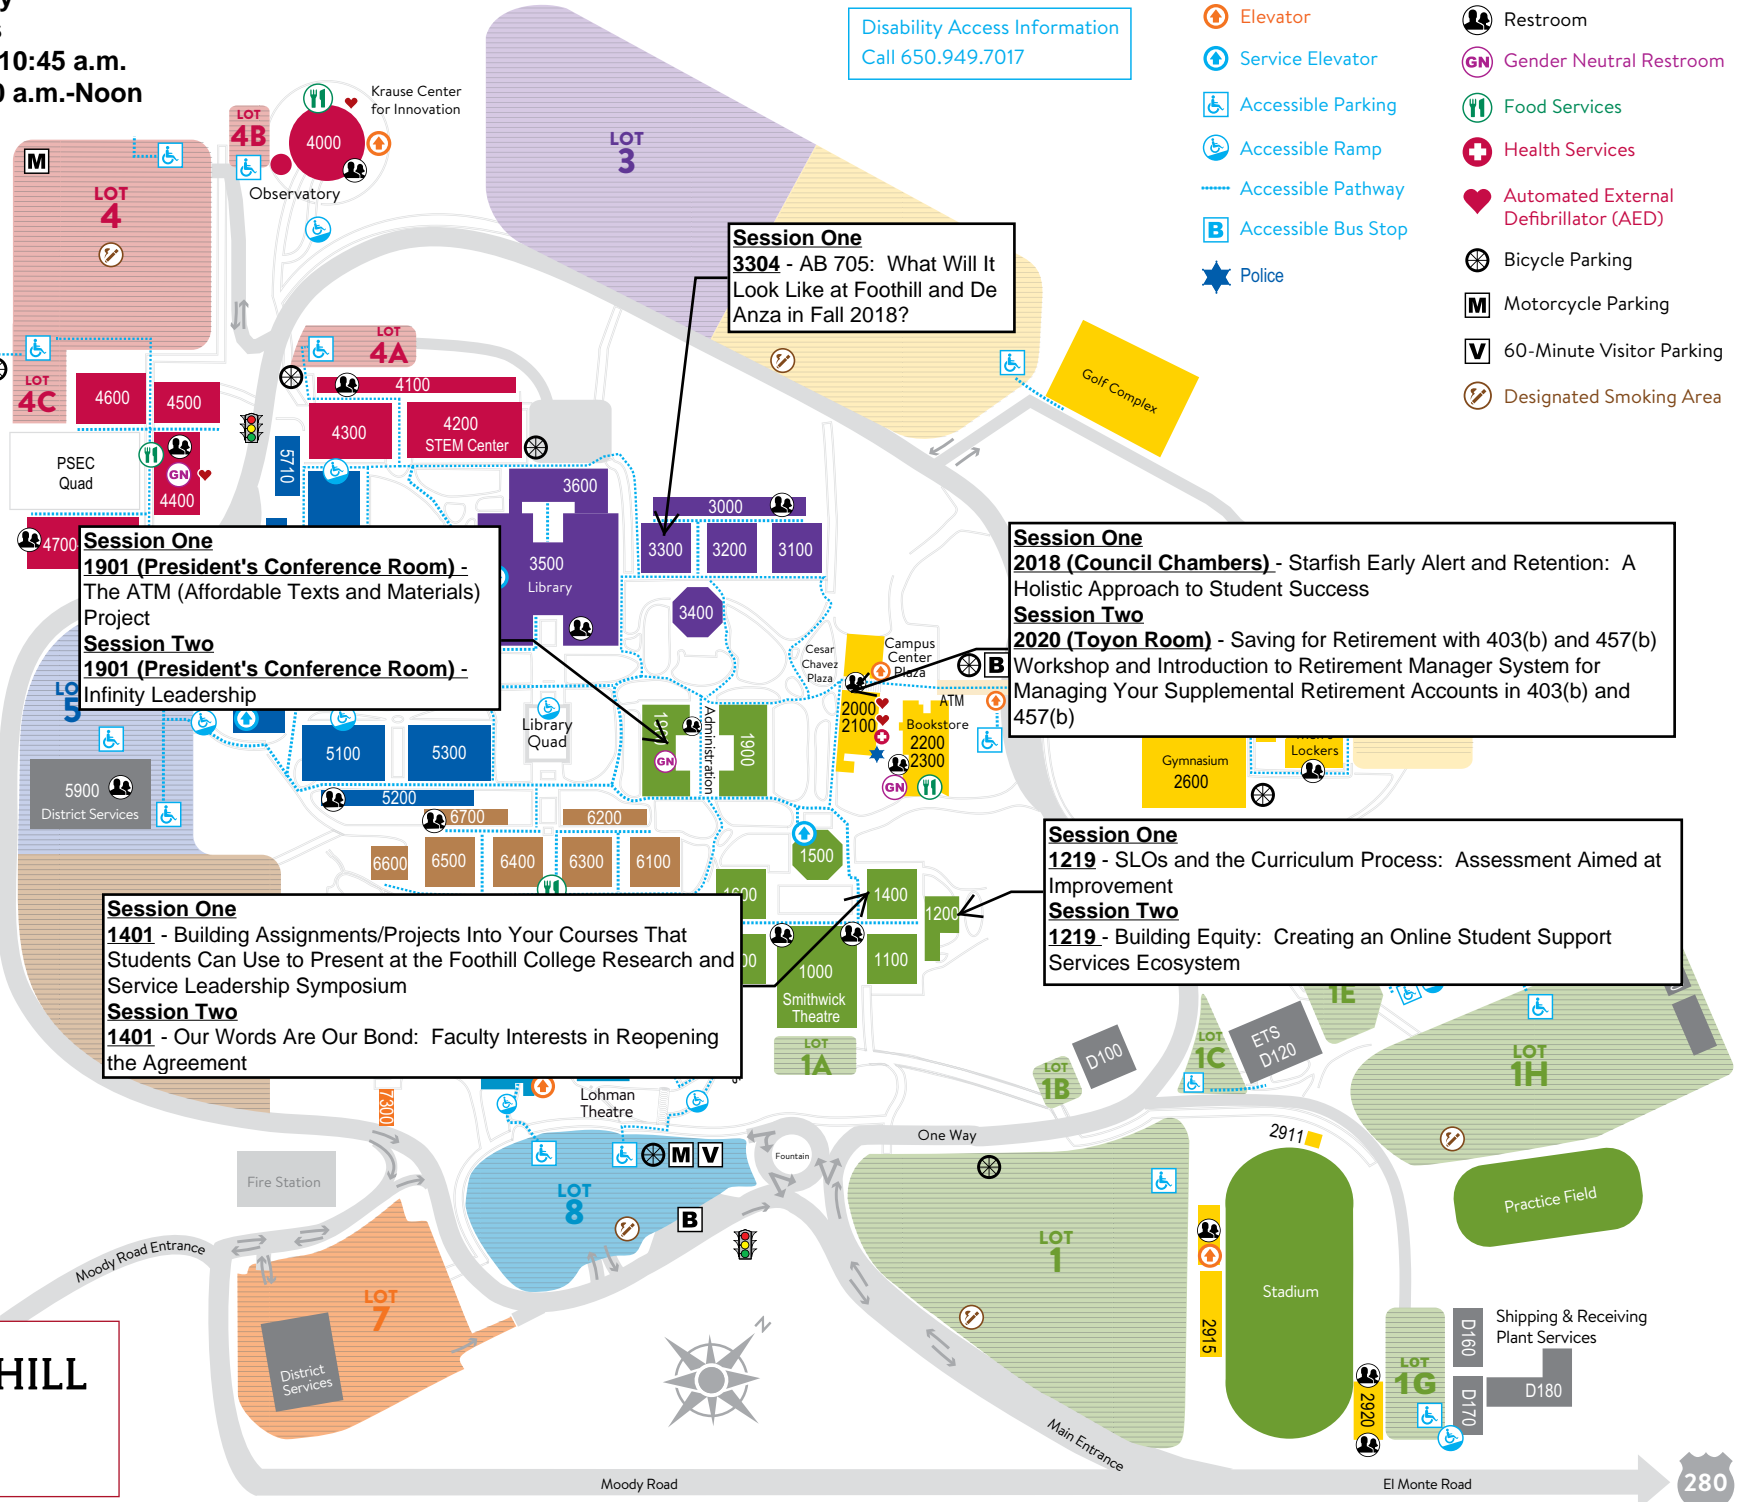 10:45 a.m.
a.m.-Noon
Disability Access Information
Call 650.949.7017
Elevator
Service Elevator
Accessible Parking
Accessible Ramp
Accessible Pathway
B
Accessible Bus Stop
Police
Restroom
GN
Gender Neutral Restroom
Food Services
Health Services
Automated External
Defibrillator (AED)
Bicycle Parking
M
Motorcycle Parking
V
60-Minute Visitor Parking
Designated Smoking Area
Krause Center
for Innovation
LOT
4B
4000
Observatory
M
LOT
4
LOT
3
Session One
3304 - AB 705:  What Will It
Look Like at Foothill and De
Anza in Fall 2018?
LOT
4A
LOT
4C
4600
4500
4100
4300
4200
STEM Center
Golf Complex
PSEC
Quad
GN
4400
4700
5710
3600
3500
Library
3000
3300
3200
3100
3400
Session One
1901 (President's Conference Room) -
The ATM (Affordable Texts and Materials)
Project
Session Two
1901 (President's Conference Room) -
Infinity Leadership
Session One
2018 (Council Chambers) - Starfish Early Alert and Retention:  A
Holistic Approach to Student Success
Session Two
2020 (Toyon Room) - Saving for Retirement with 403(b) and 457(b)
Workshop and Introduction to Retirement Manager System for
Managing Your Supplemental Retirement Accounts in 403(b) and
457(b)
Cesar
Chavez
Plaza
Campus
Center
Plaza
B
ATM
2000
2100
Bookstore
2200
2300
GN
5
Library
Quad
Administration
1900
GN
5100
5300
5200
5900
District Services
Gymnasium
2600
Lockers
6700
6200
6600
6500
6400
6300
6100
1500
1400
1200
1100
1000
Smithwick
Theatre
Session One
1219 - SLOs and the Curriculum Process:  Assessment Aimed at
Improvement
Session Two
1219 - Building Equity:  Creating an Online Student Support
Services Ecosystem
Session One
1401 - Building Assignments/Projects Into Your Courses That
Students Can Use to Present at the Foothill College Research and
Service Leadership Symposium
Session Two
1401 - Our Words Are Our Bond:  Faculty Interests in Reopening
the Agreement
LOT
1A
LOT
1B
D100
LOT
1C
ETS
D120
1E
LOT
1H
7300
Lohman
Theatre
One Way
Fountain
2911
Fire Station
M
V
LOT
8
B
Moody Road Entrance
LOT
7
District
Services
N
LOT
1
Stadium
2915
Practice Field
Shipping & Receiving
Plant Services
D160
D170
D180
LOT
1G
2920
HILL
Main Entrance
Moody Road
El Monte Road
280